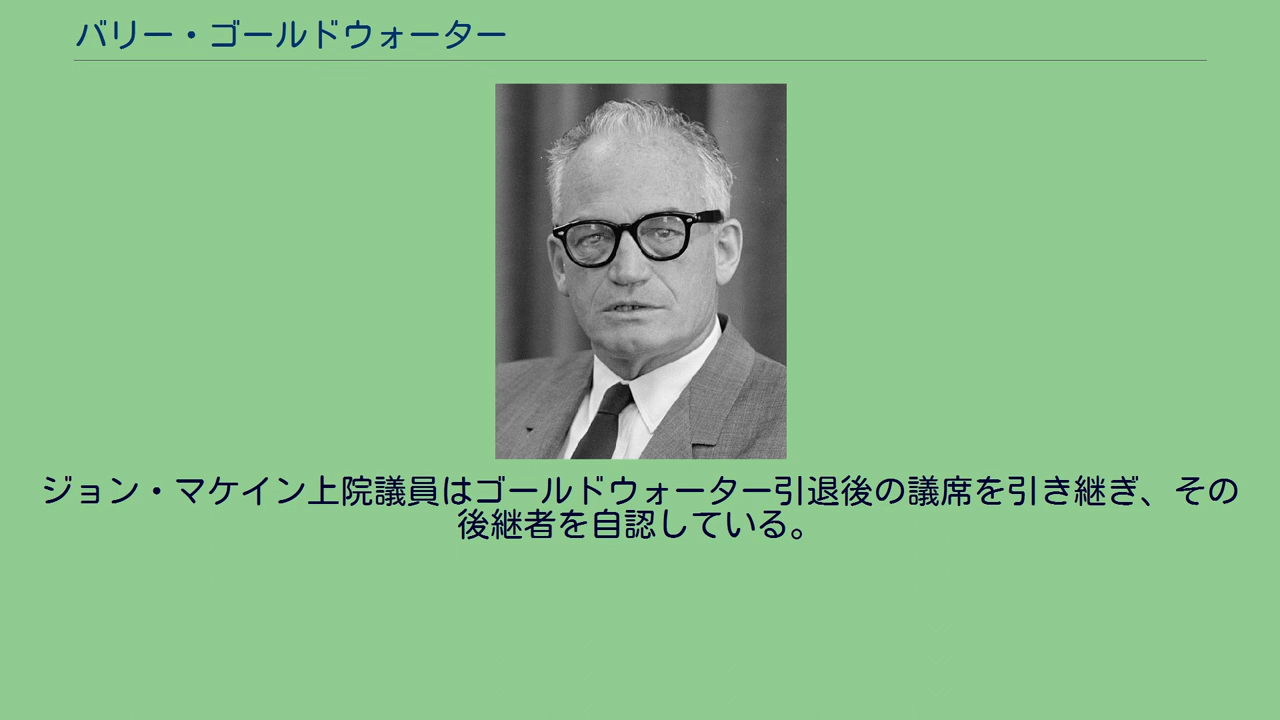 バリー・ゴールドウォーター
ジョン・マケイン上院議員はゴールドウォーター引退後の議席を引き継ぎ、その
後継者を自認している。